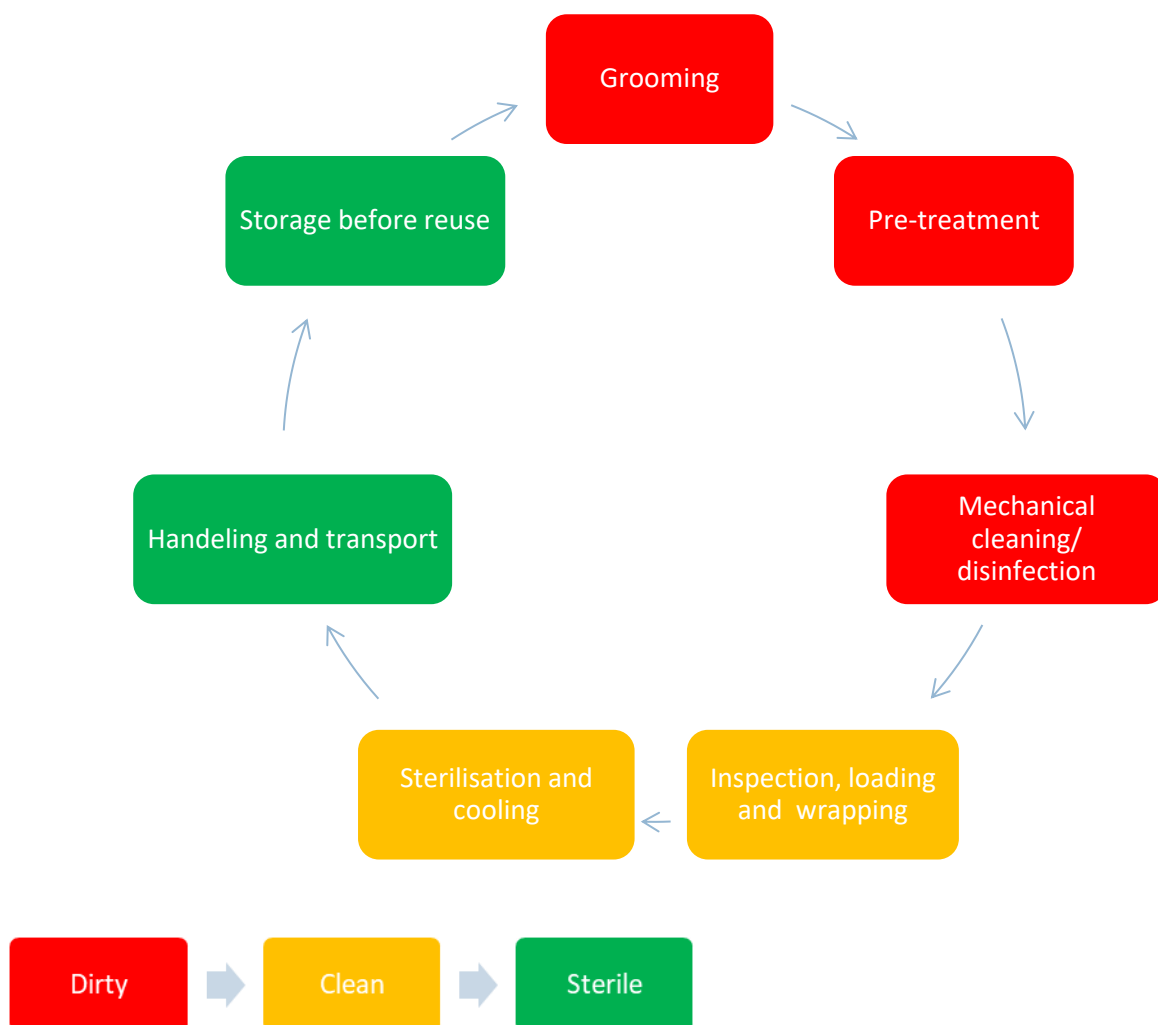 Grooming
Pre-treatment
Storage before reuse
Mechanical
cleaning/
disinfection
Handeling and transport
Inspection, loading
and  wrapping
Sterilisation and
cooling
Dirty
Clean
Sterile